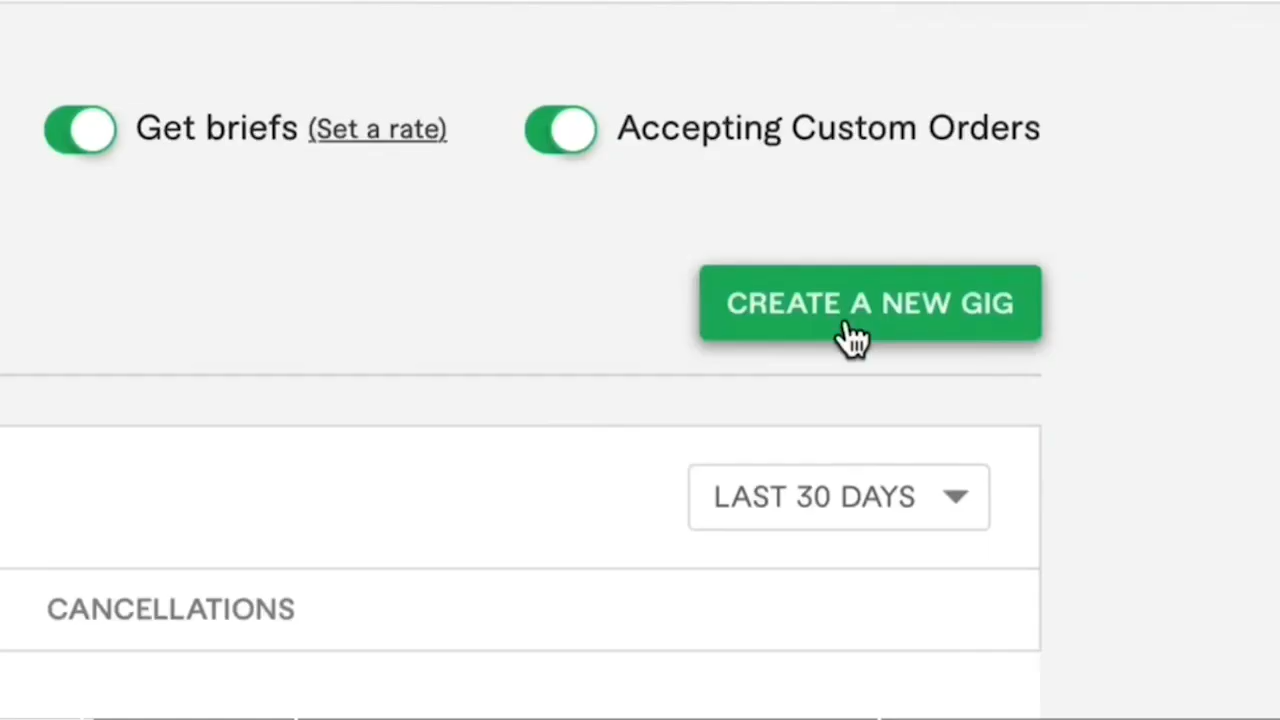 Get briefs (Set a rate) Accepting Custom Orders
CREATE A NEW GIG
LAST 30 DAYS
CANCELLATIONS